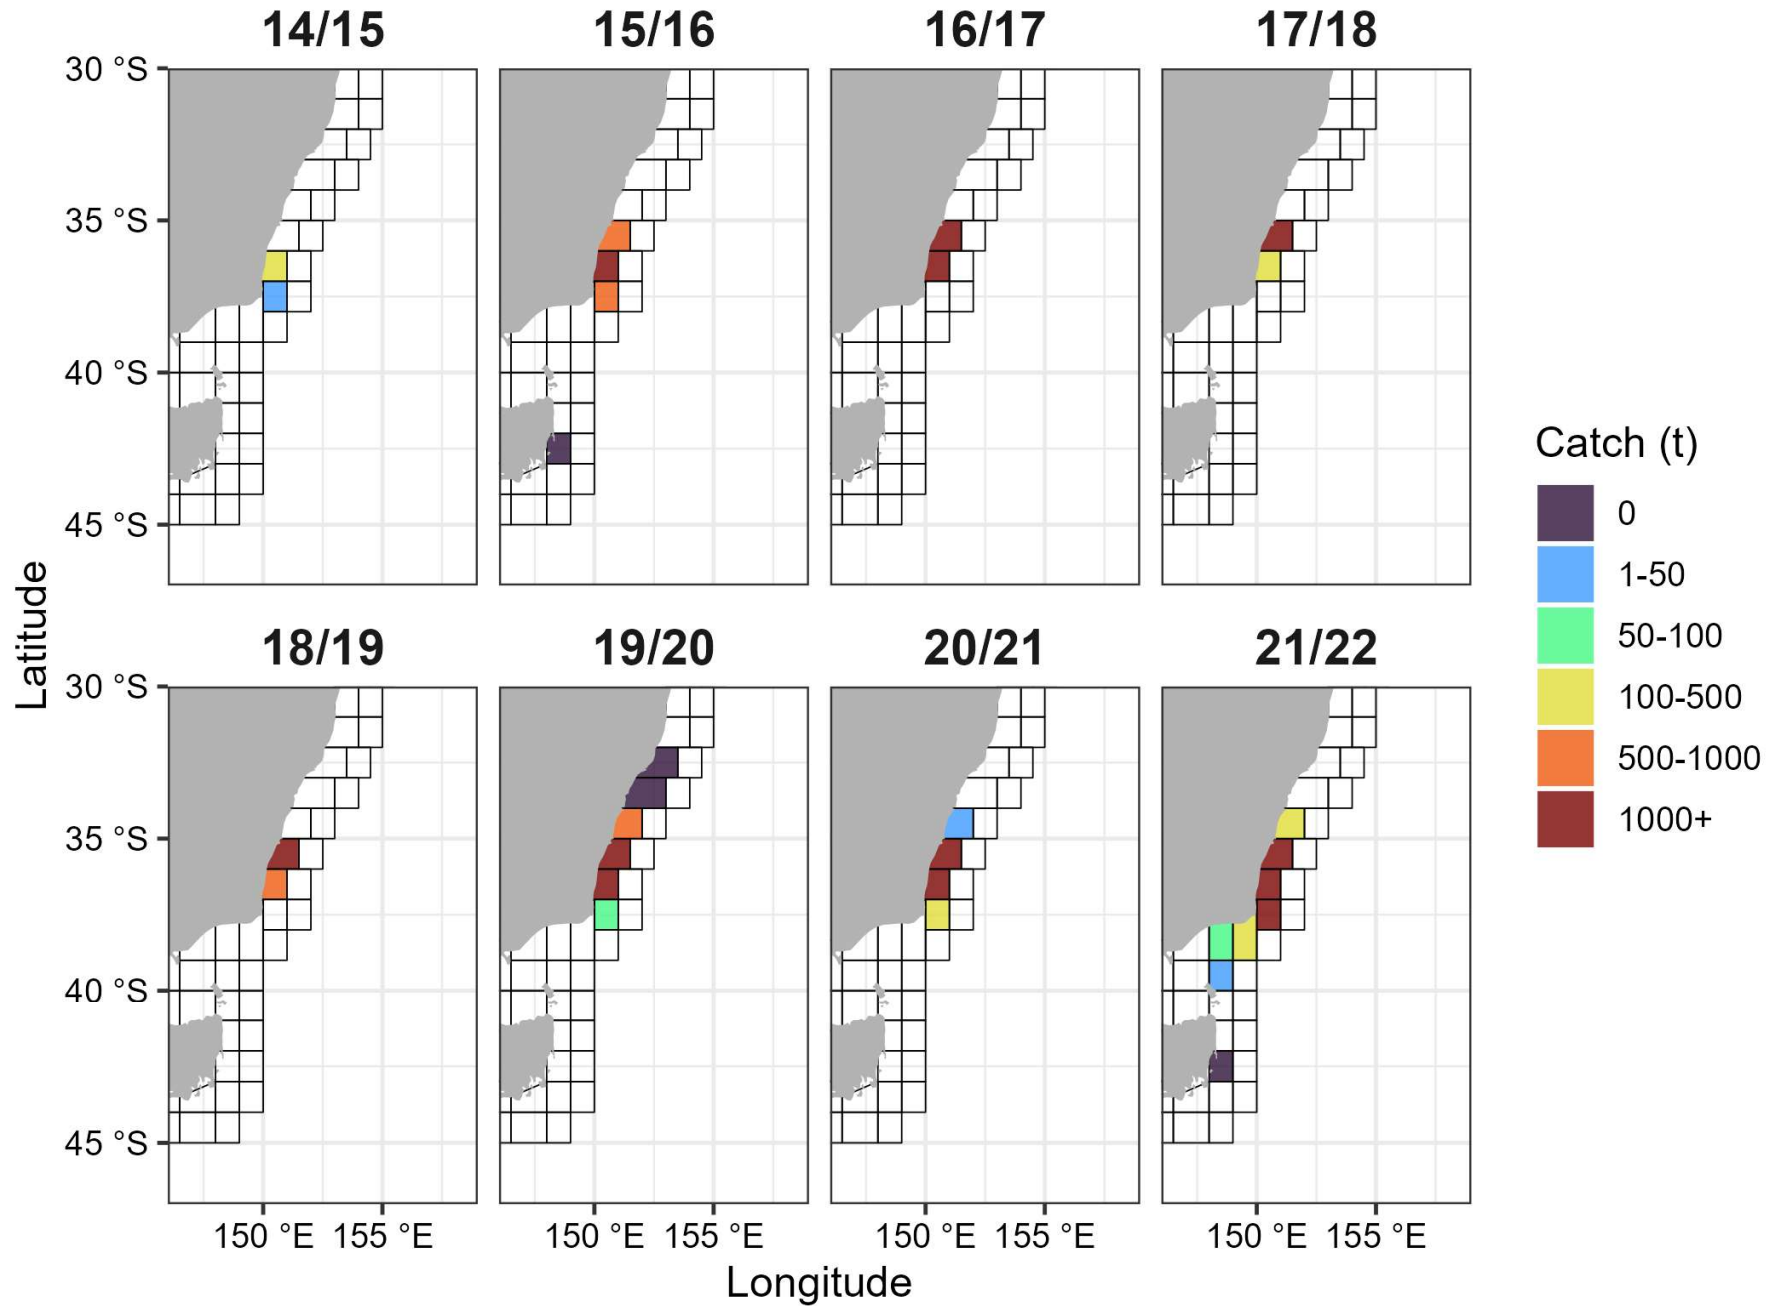 14/15 15/16 16/17 17/18
30 °S
35 °S
40 °S
45 °S
18/19 19/20 20/21 21/22
30 °S
35 °S
40 °S
45 °S
150 °E 155 °E 150 °E 155 °E 150 °E 155 °E 150 °E 155 °E
Longitude
Latitude
Catch (t)
0
1-50
50-100
100-500
500-1000
1000+